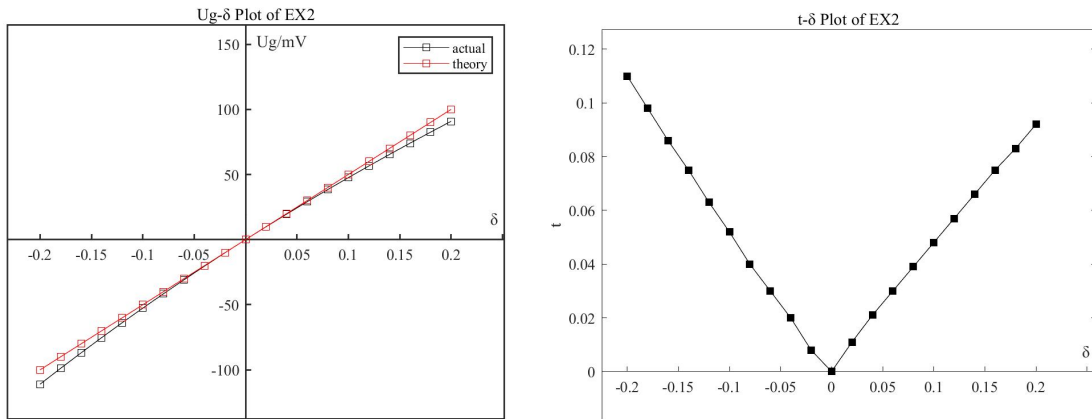 Ug-δ Plot of EX2
Ug/mV
150
actual
theory
100
50
δ
-0.2 -0.15 -0.1 -0.05 0.05 0.1 0.15 0.2
-50
-100
t-δ Plot of EX2
0.12
0.1
0.08
0.06
t
0.04
0.02
δ
0
-0.2 -0.15 -0.1 -0.05 0 0.05 0.1 0.15 0.2